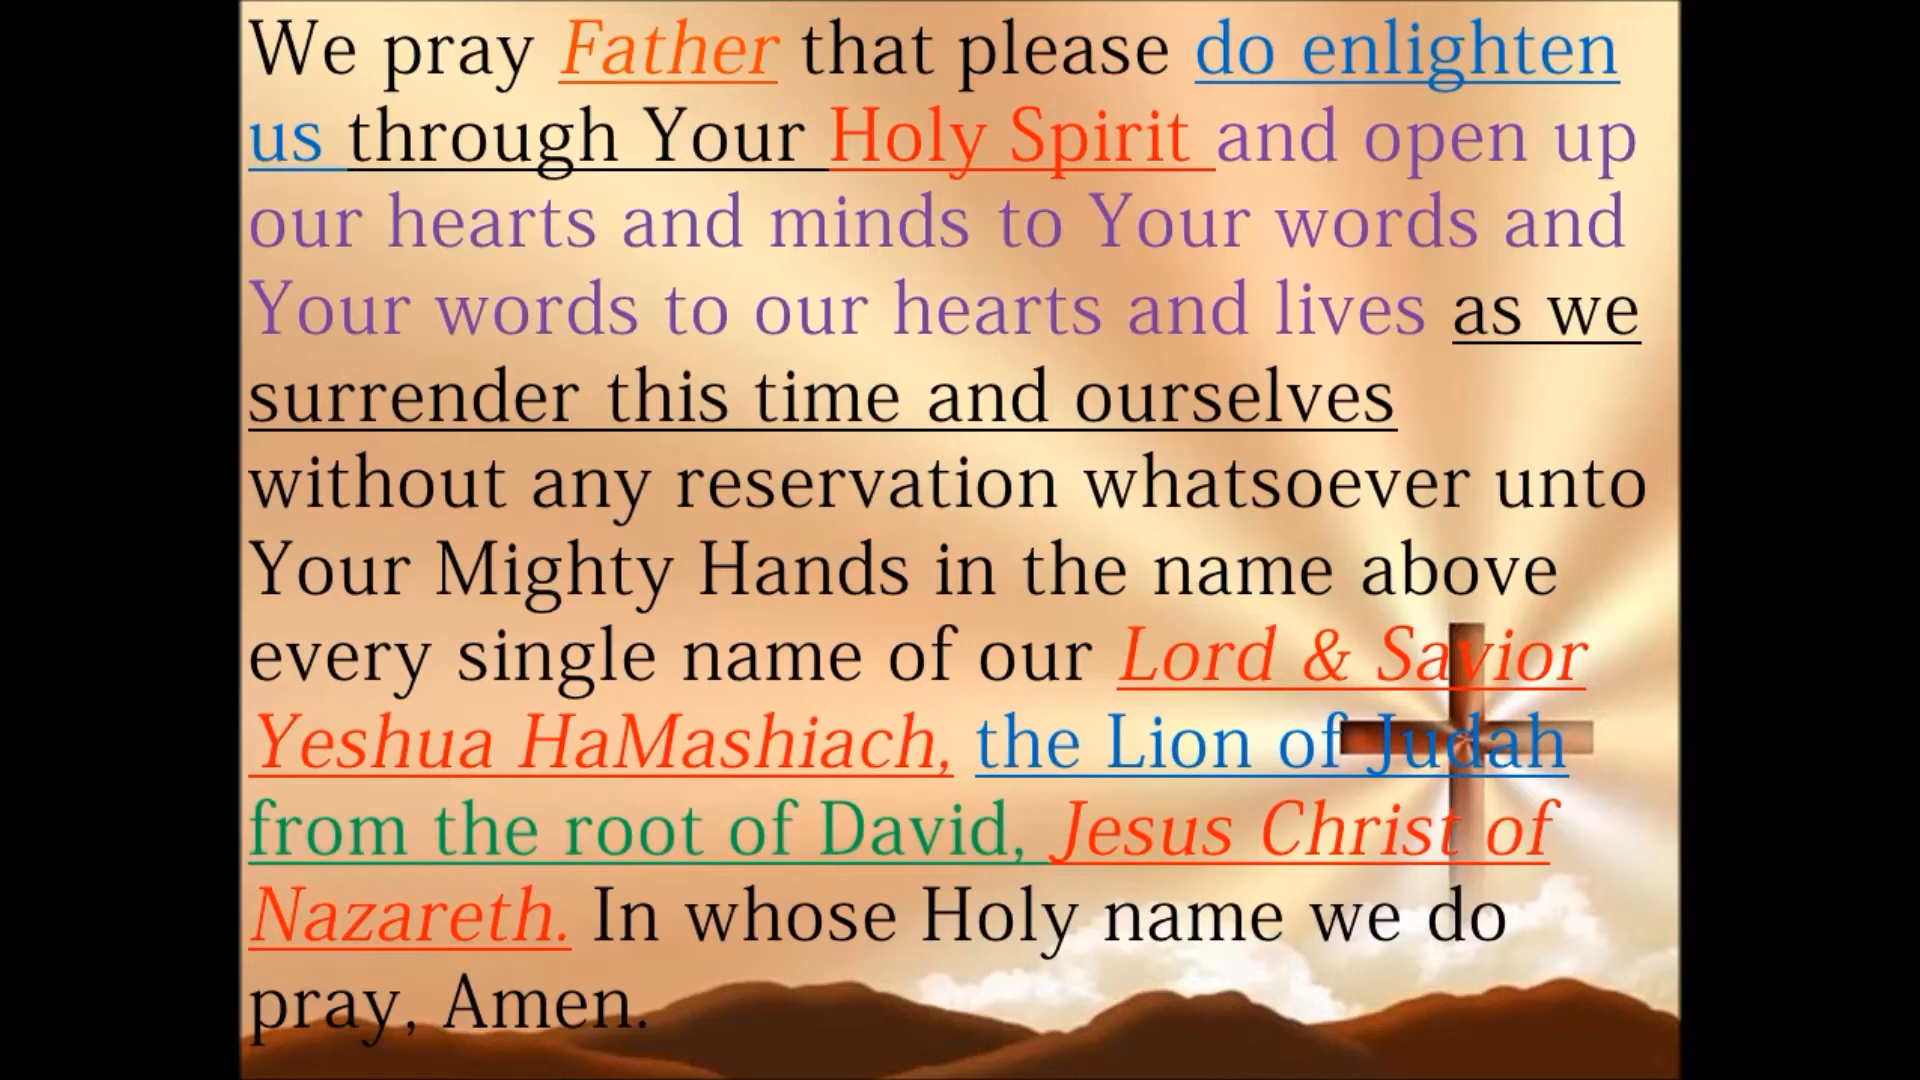 We pray Father that please do enlighten
us through Your Holy Spirit and open up
our hearts and minds to Your words and
Your words to our hearts and lives as we
surrender this time and ourselves
without any reservation whatsoever unto
Your Mighty Hands in the name above
every single name of our Lord & Savior
Yeshua HaMashiach, the Lion of Judah
from the root of David, Jesus Christ of
Nazareth. In whose Holy name we do
pray, Amen.